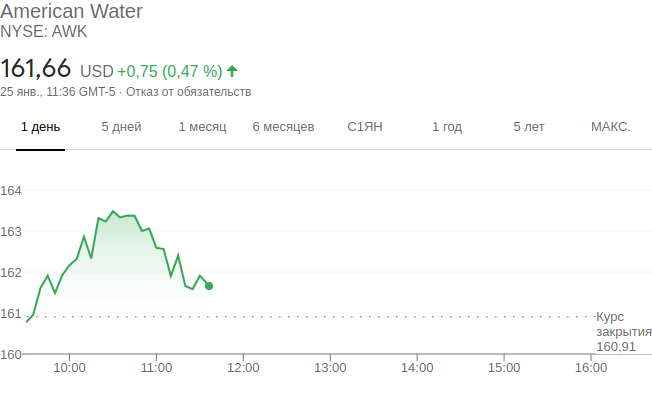 American Water
NYSE: AWK
161,66 USD +0,75 (0,47 %)
25 янв., 11:36 GMT-5 · Отказ от обязательств
1 день 5 дней 1 месяц 6 месяцев С1ЯН 1 год 5 лет МАКС.
164
163
162
161
Курс
закрытия
160,91
160
10:00 11:00 12:00 13:00 14:00 15:00 16:00